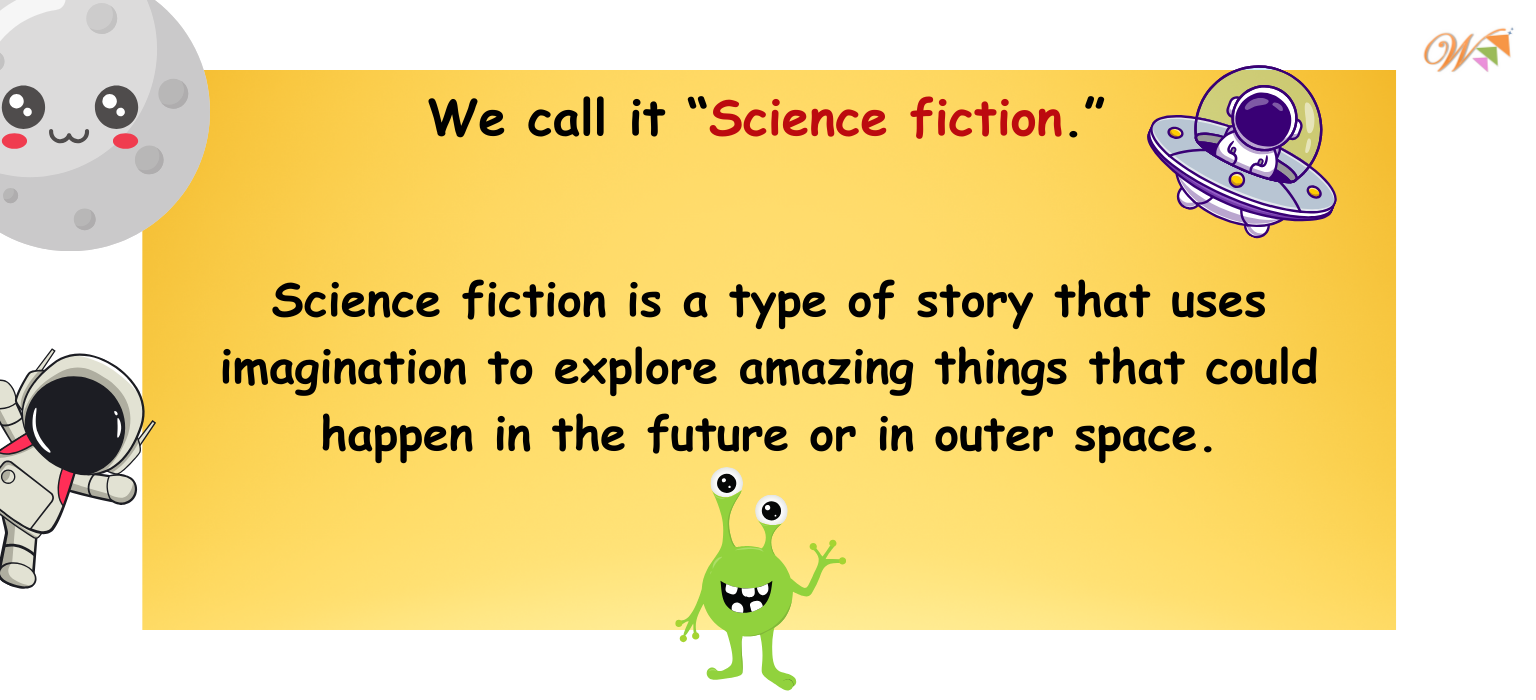 We call it “Science fiction.”
Science fiction is a type of story that uses
imagination to explore amazing things that could
happen in the future or in outer space.
W